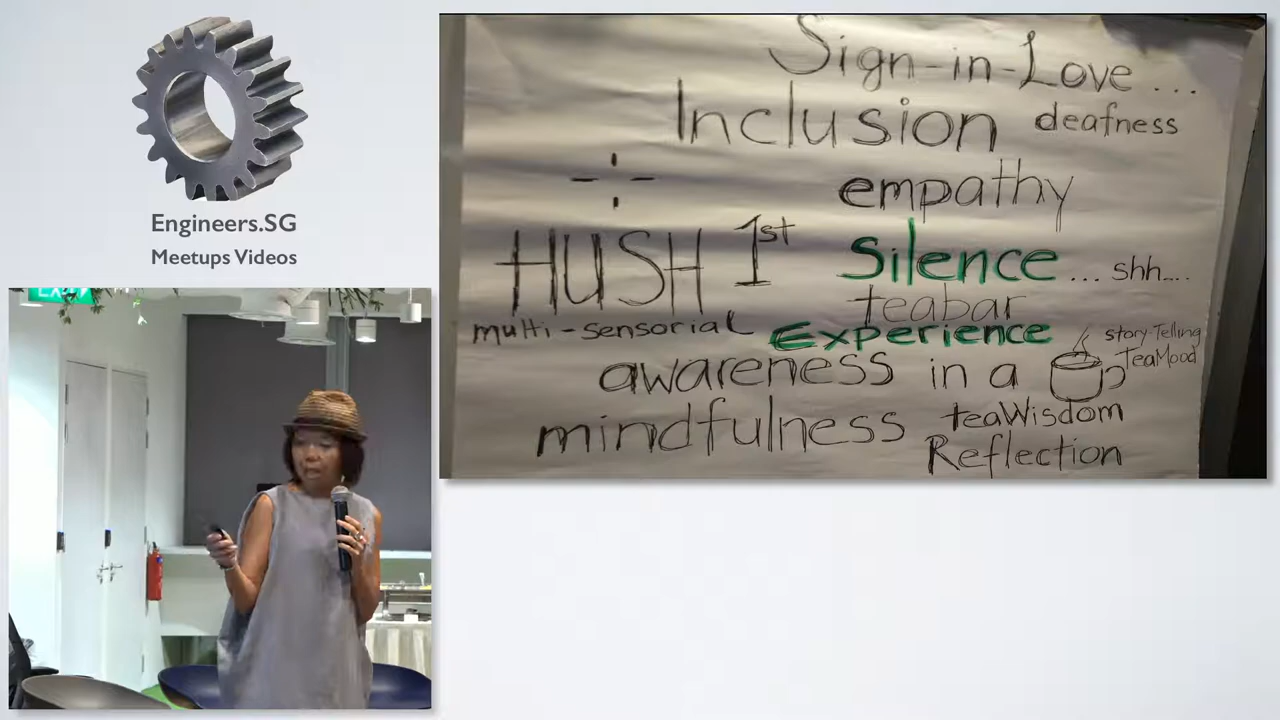 Engineers.SG
Meetups Videos
EXIT
Sign-in-Love ...
Inclusion deafness
empathy
HUSH 1st Silence ... shh....
teabar
multi-sensorial Experience story-Telling
awareness in a TeaMood
mindfulness teaWisdom
Reflection